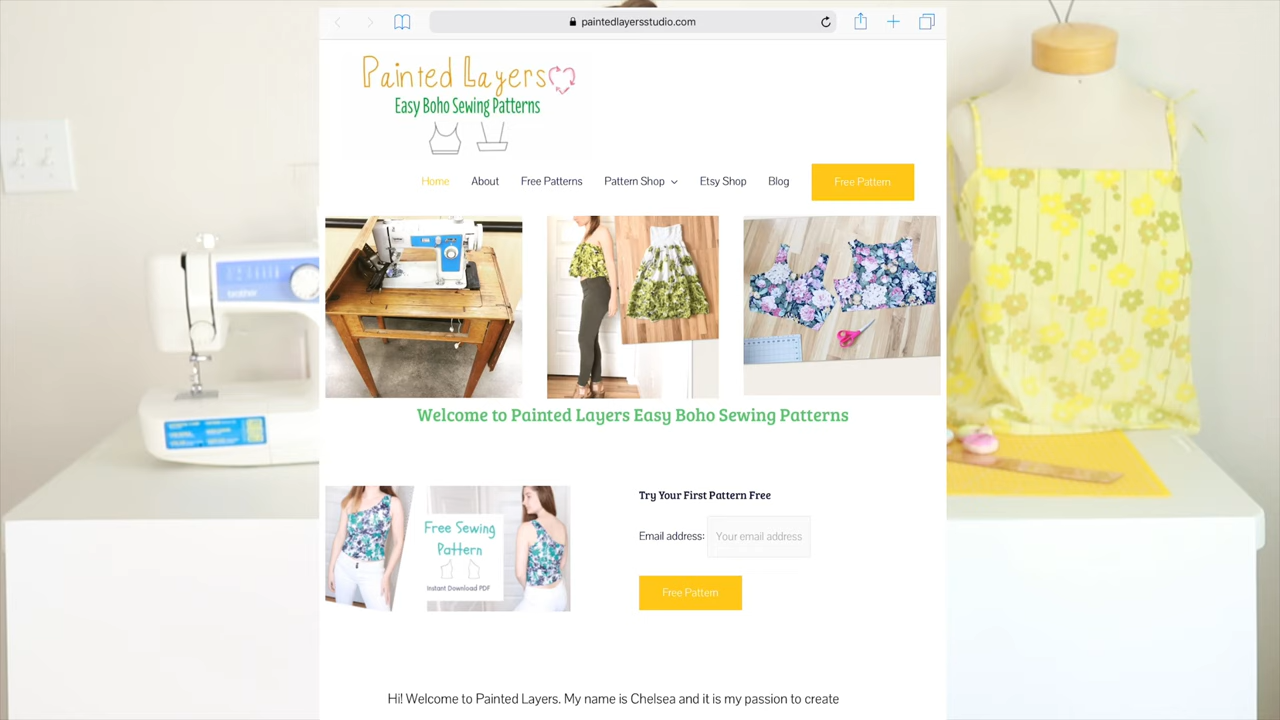 paintedlayersstudio.com
Painted Layers
Easy Boho Sewing Patterns
Home About Free Patterns Pattern Shop Etsy Shop Blog Free Pattern
brother
Welcome to Painted Layers Easy Boho Sewing Patterns
Free Sewing
Pattern
Instant Download PDF
Try Your First Pattern Free
Email address: Your email address
Free Pattern
Hi! Welcome to Painted Layers. My name is Chelsea and it is my passion to create